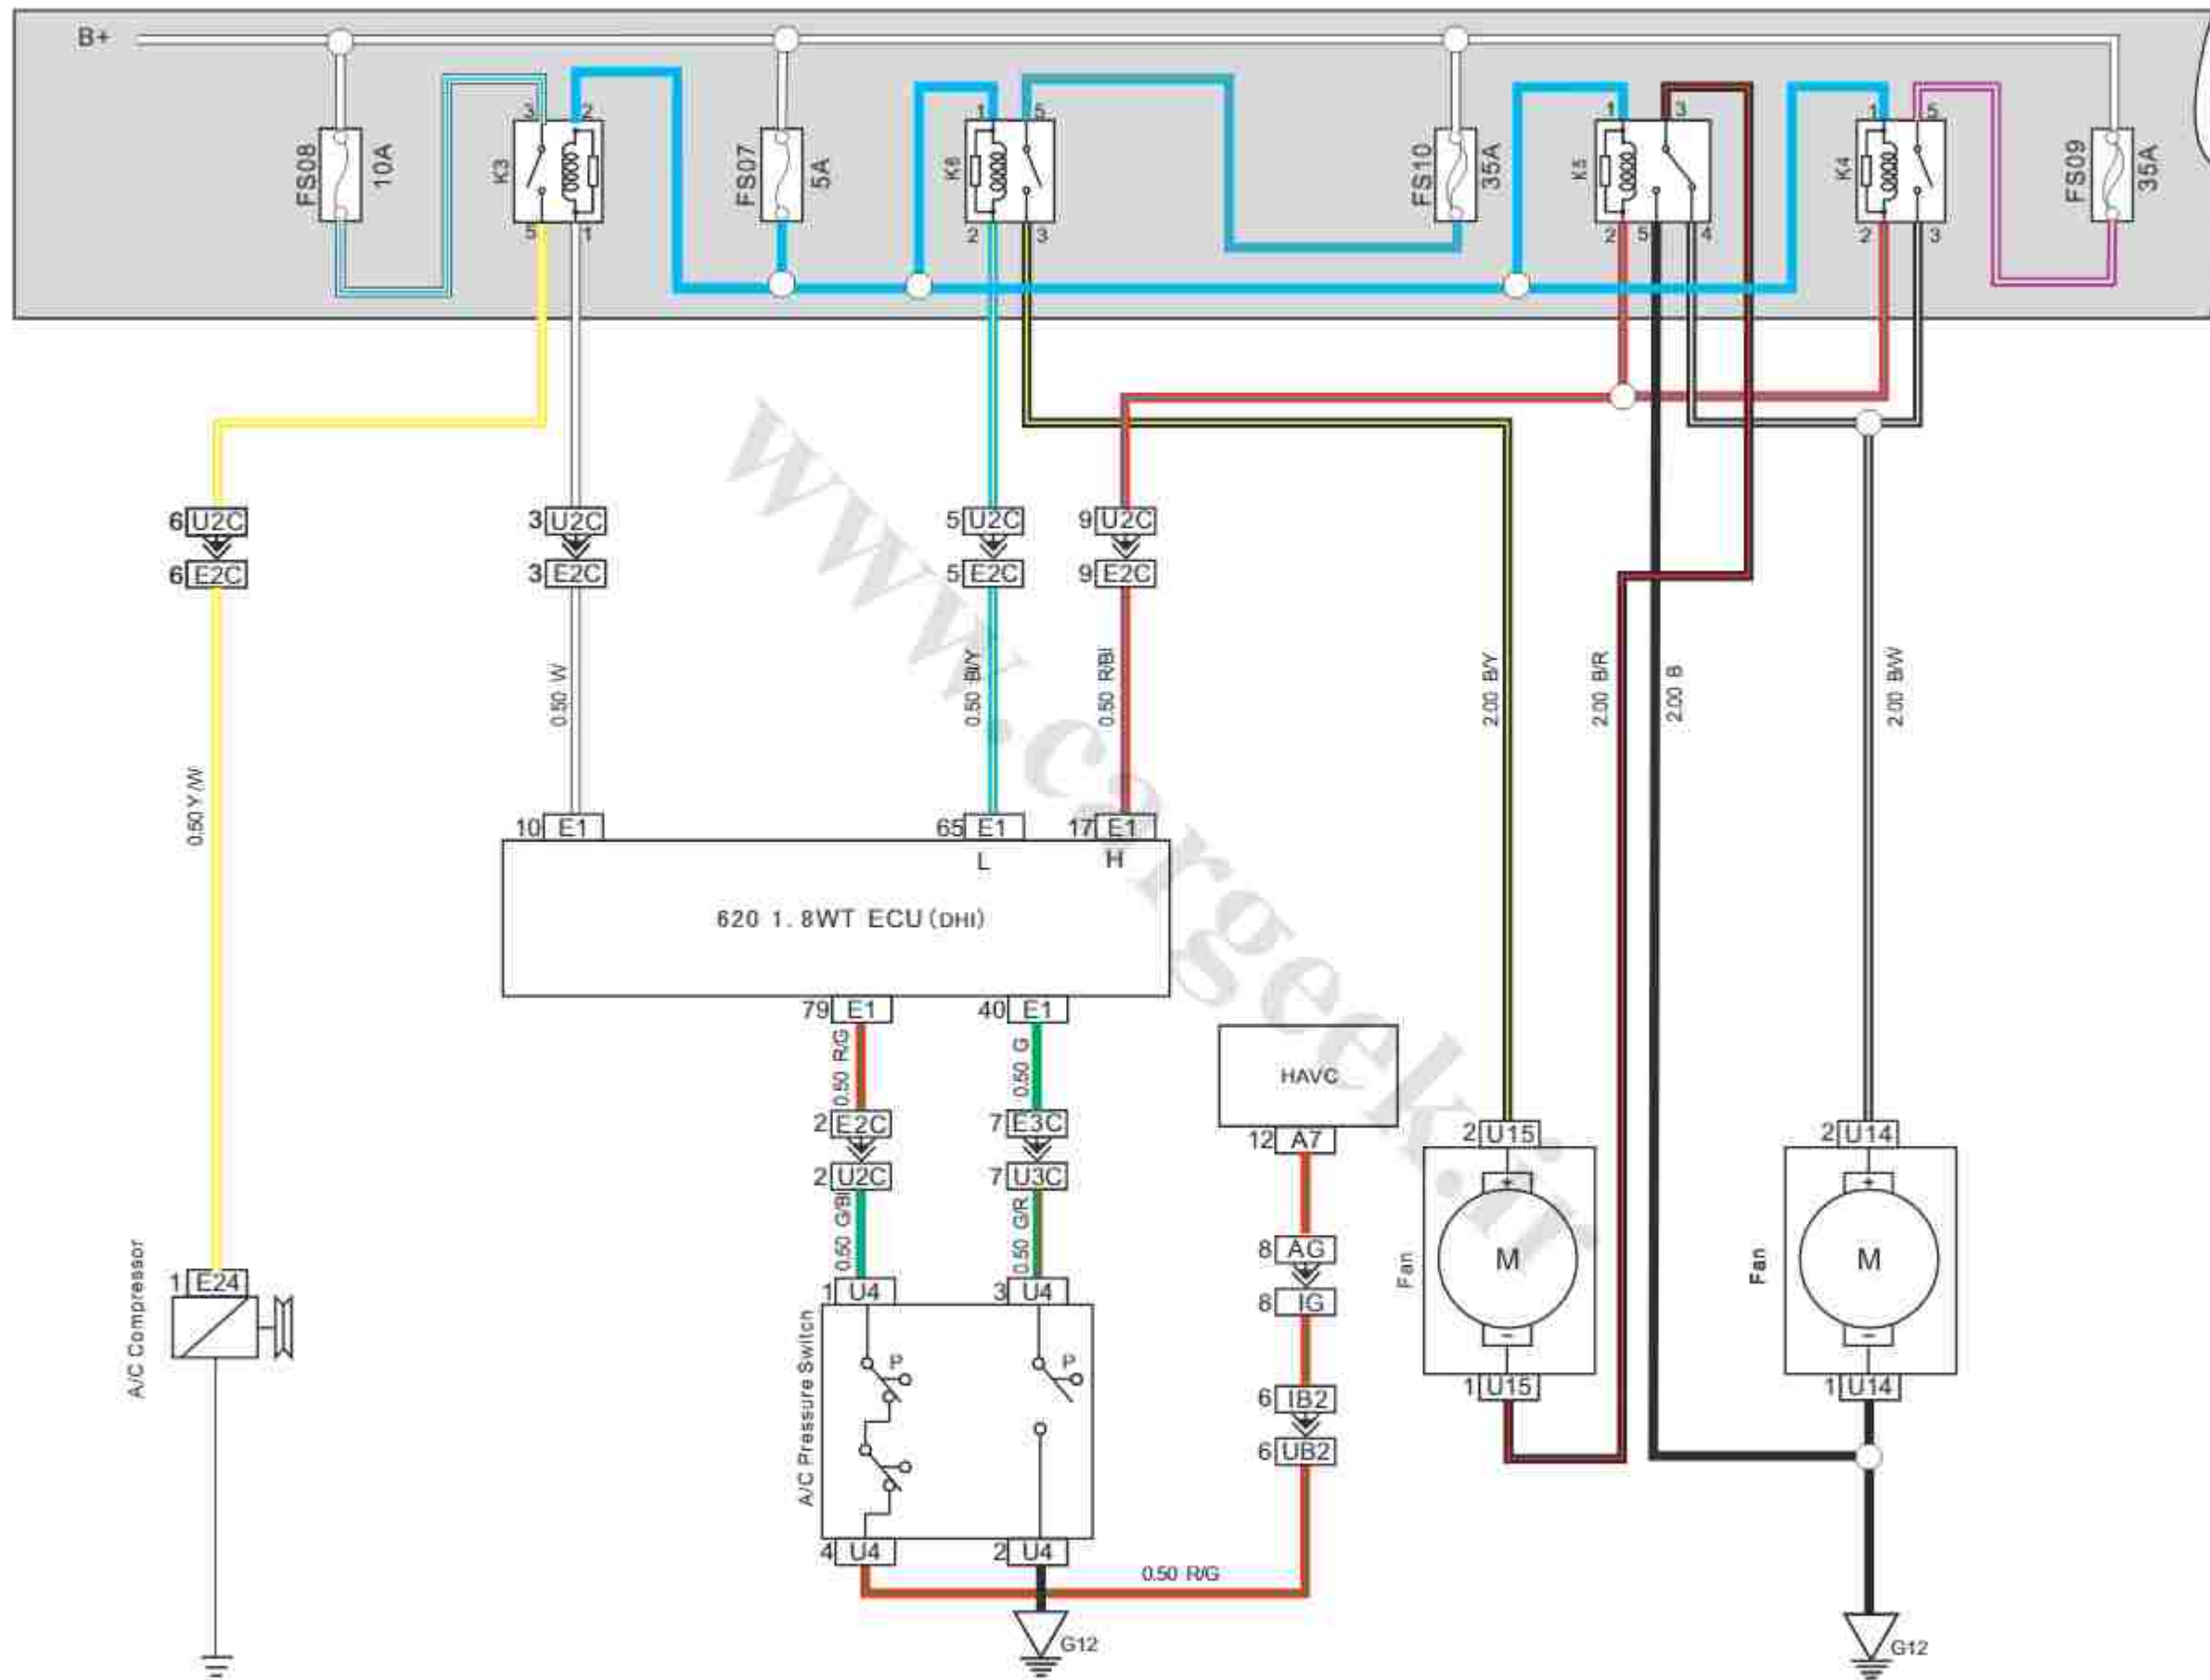 B+
3 2
1 5
1 3
1 5
FS08 10A
K3
FS07 5A
K6
FS10 35A
K5
K4
FS09 35A
5 1
2 3
2 5 4
2 3
6 U2C
3 U2C
5 U2C
9 U2C
6 E2C
3 E2C
5 E2C
9 E2C
0.50 Y/W
0.50 W
0.50 Bl/Y
0.50 R/Bl
2.00 B/Y
2.00 B/R
2.00 B
2.00 B/W
10 E1
65 E1
17 E1
L
H
620 1.8WT ECU(DHI)
79 E1
40 E1
0.50 R/G
0.50 G
HAVC
2 E2C
7 E3C
12 A7
2 U15
2 U14
2 U2C
7 U3C
0.50 G/Bl
0.50 G/R
8 AG
8 IG
1 E24
1 U4
3 U4
A/C Compressor
A/C Pressure Switch
P
P
Fan
+
M
-
Fan
+
M
-
6 IB2
6 UB2
1 U15
1 U14
4 U4
2 U4
0.50 R/G
G12
G12
www.cargeek.ir